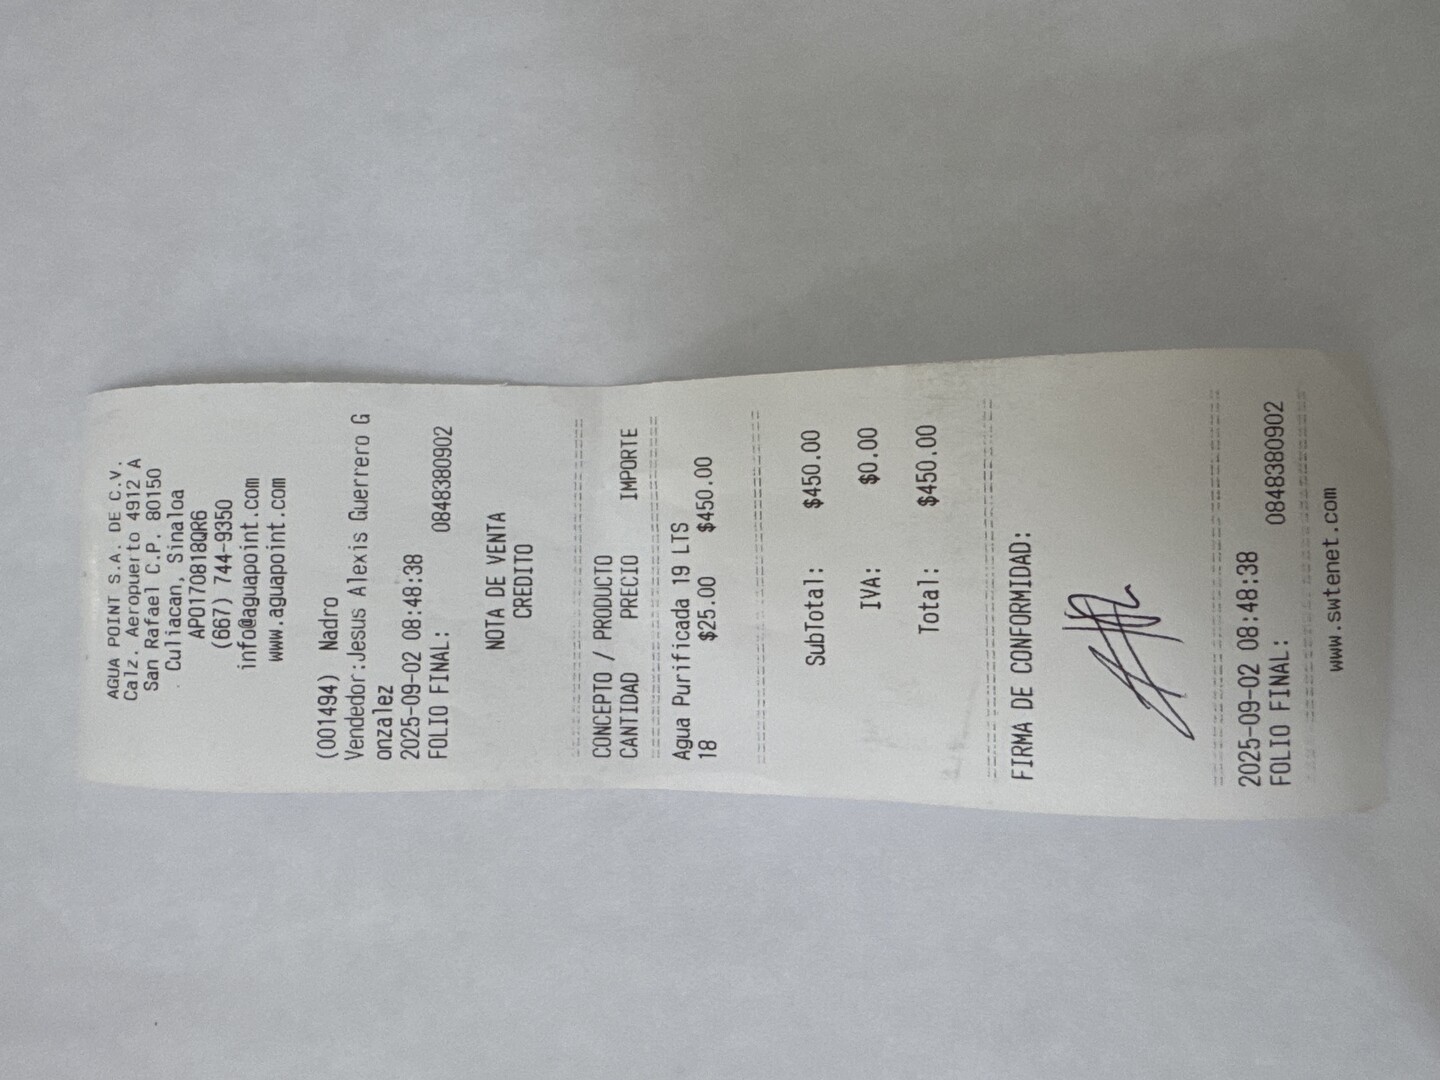 AGUA POINT S.A. DE C.V.
Calz. Aeropuerto 4912 A
San Rafael C.P. 80150
Culiacan, Sinaloa
APO170818QR6
(667) 744-9350
info@aguapoint.com
www.aguapoint.com
(001494) Nadro
Vendedor:Jesus Alexis Guerrero G
onzalez
2025-09-02 08:48:38
FOLIO FINAL: 0848380902
NOTA DE VENTA
CREDITO
CONCEPTO / PRODUCTO
CANTIDAD PRECIO IMPORTE
Agua Purificada 19 LTS
18 $25.00 $450.00
SubTotal: $450.00
IVA: $0.00
Total: $450.00
FIRMA DE CONFORMIDAD:
2025-09-02 08:48:38
FOLIO FINAL: 0848380902
www.swtenet.com